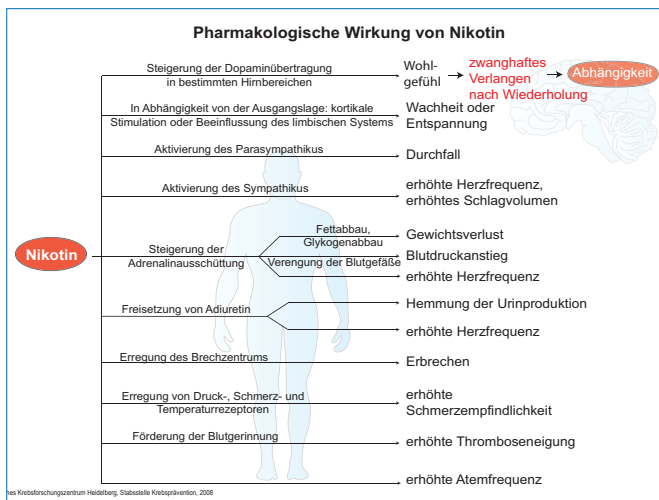 Pharmakologische Wirkung von Nikotin
Steigerung der Dopaminübertragung
in bestimmten Hirnbereichen
Wohl-
gefühl
zwanghaftes
Verlangen
nach Wiederholung
Abhängigkeit
In Abhängigkeit von der Ausgangslage: kortikale
Stimulation oder Beeinflussung des limbischen Systems
Wachheit oder
Entspannung
Aktivierung des Parasympathikus
Durchfall
Aktivierung des Sympathikus
erhöhte Herzfrequenz,
erhöhtes Schlagvolumen
Nikotin
Steigerung der
Adrenalinausschüttung
Fettabbau,
Glykogenabbau
Gewichtsverlust
Verengung der Blutgefäße
Blutdruckanstieg
erhöhte Herzfrequenz
Freisetzung von Adiuretin
Hemmung der Urinproduktion
erhöhte Herzfrequenz
Erregung des Brechzentrums
Erbrechen
Erregung von Druck-, Schmerz- und
Temperaturrezeptoren
erhöhte
Schmerzempfindlichkeit
Förderung der Blutgerinnung
erhöhte Thromboseneigung
erhöhte Atemfrequenz
nes Krebsforschungszentrum Heidelberg, Stabsstelle Krebsprävention, 2008